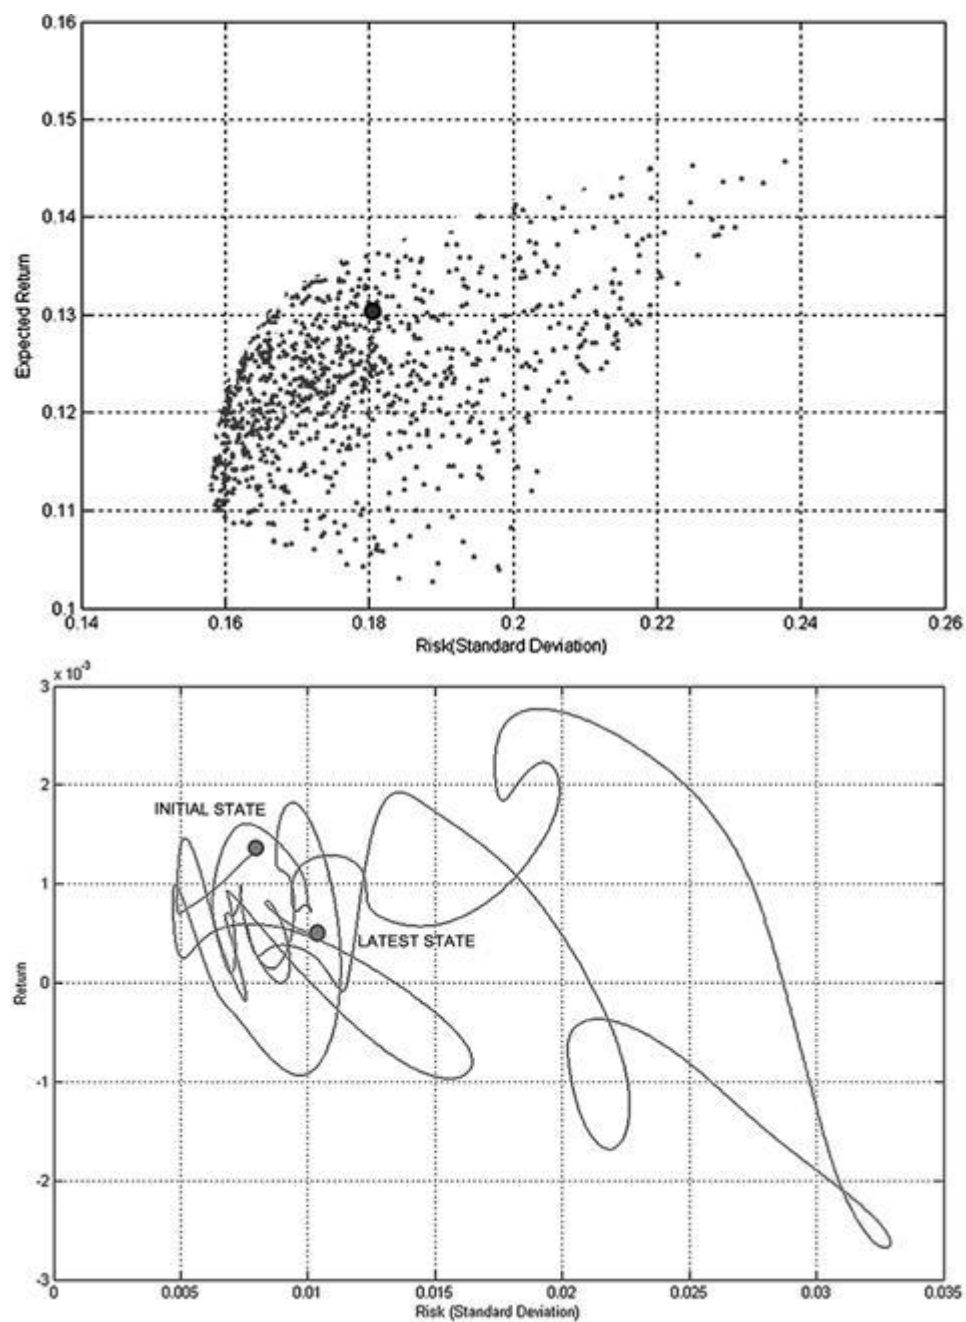 0.16
0.15
0.14
0.13
0.12
0.11
0.1
Expected Return
0.14 0.16 0.18 0.2 0.22 0.24 0.26
Risk(Standard Deviation)
x 10-3
3
2
1
0
-1
-2
-3
Return
INITIAL STATE
LATEST STATE
0 0.005 0.01 0.015 0.02 0.025 0.03 0.035
Risk (Standard Deviation)